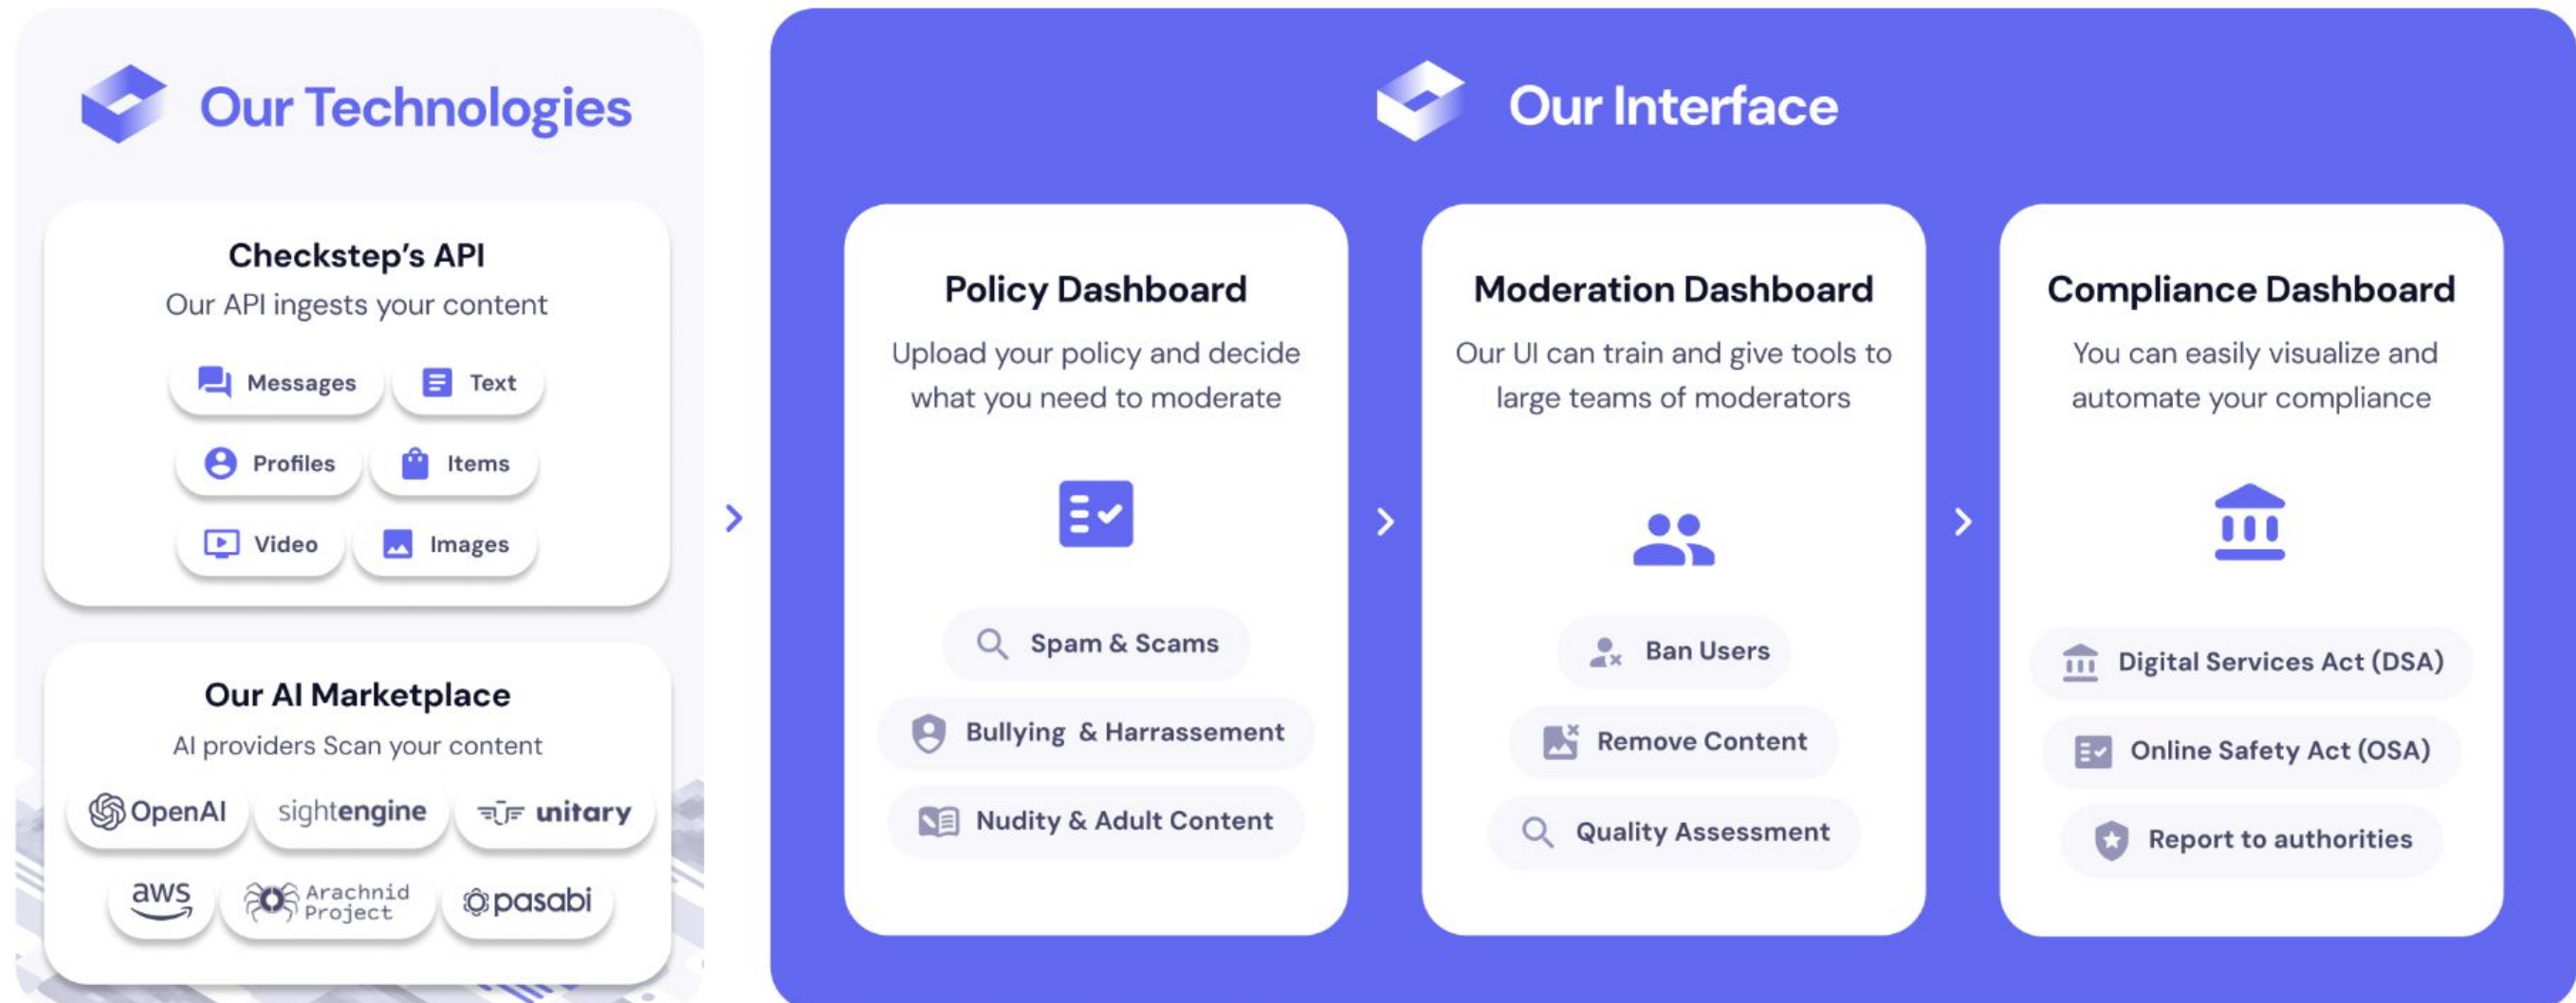 Our Technologies
Checkstep’s API
Our API ingests your content
Messages
Text
Profiles
Items
Video
Images
Our AI Marketplace
AI providers Scan your content
OpenAI
sightengine
unitary
aws
Arachnid
Project
pasabi
Our Interface
Policy Dashboard
Upload your policy and decide
what you need to moderate
Spam & Scams
Bullying & Harrassement
Nudity & Adult Content
Moderation Dashboard
Our UI can train and give tools to
large teams of moderators
Ban Users
Remove Content
Quality Assessment
Compliance Dashboard
You can easily visualize and
automate your compliance
Digital Services Act (DSA)
Online Safety Act (OSA)
Report to authorities